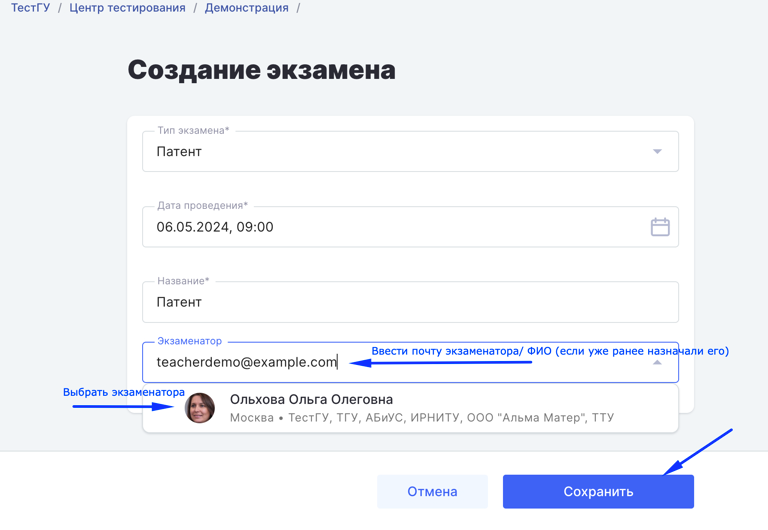 ТестГУ / Центр тестирования / Демонстрация /
Создание экзамена
Тип экзамена*
Патент
Дата проведения*
06.05.2024, 09:00
Название*
Патент
Экзаменатор
teacherdemo@example.com
Ввести почту экзаменатора/ ФИО (если уже ранее назначали его)
Выбрать экзаменатора
Ольхова Ольга Олеговна
Москва • ТестГУ, ТГУ, АБиУС, ИРНИТУ, ООО "Альма Матер", ТТУ
Отмена
Сохранить